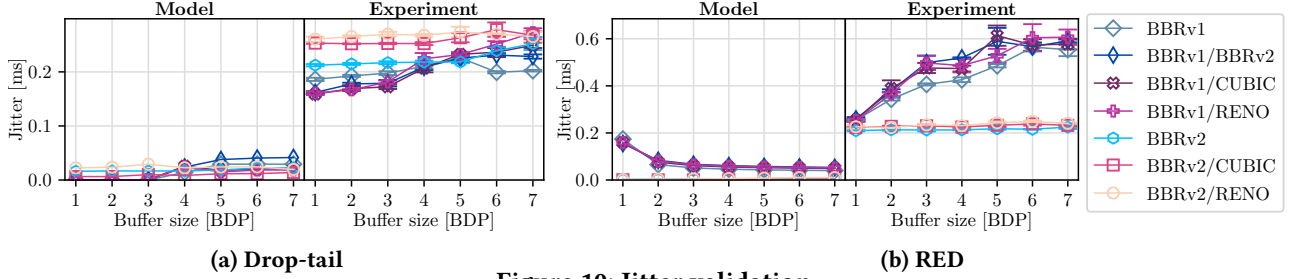 Model Experiment
Jitter [ms]
0.2
0.1
0.0
1 2 3 4 5 6 7 1 2 3 4 5 6 7
Buffer size [BDP] Buffer size [BDP]
(a) Drop-tail
Model Experiment
Jitter [ms]
0.6
0.4
0.2
0.0
1 2 3 4 5 6 7 1 2 3 4 5 6 7
Buffer size [BDP] Buffer size [BDP]
(b) RED
BBRv1
BBRv1/BBRv2
BBRv1/CUBIC
BBRv1/RENO
BBRv2
BBRv2/CUBIC
BBRv2/RENO
Figure 10: Jitter validation